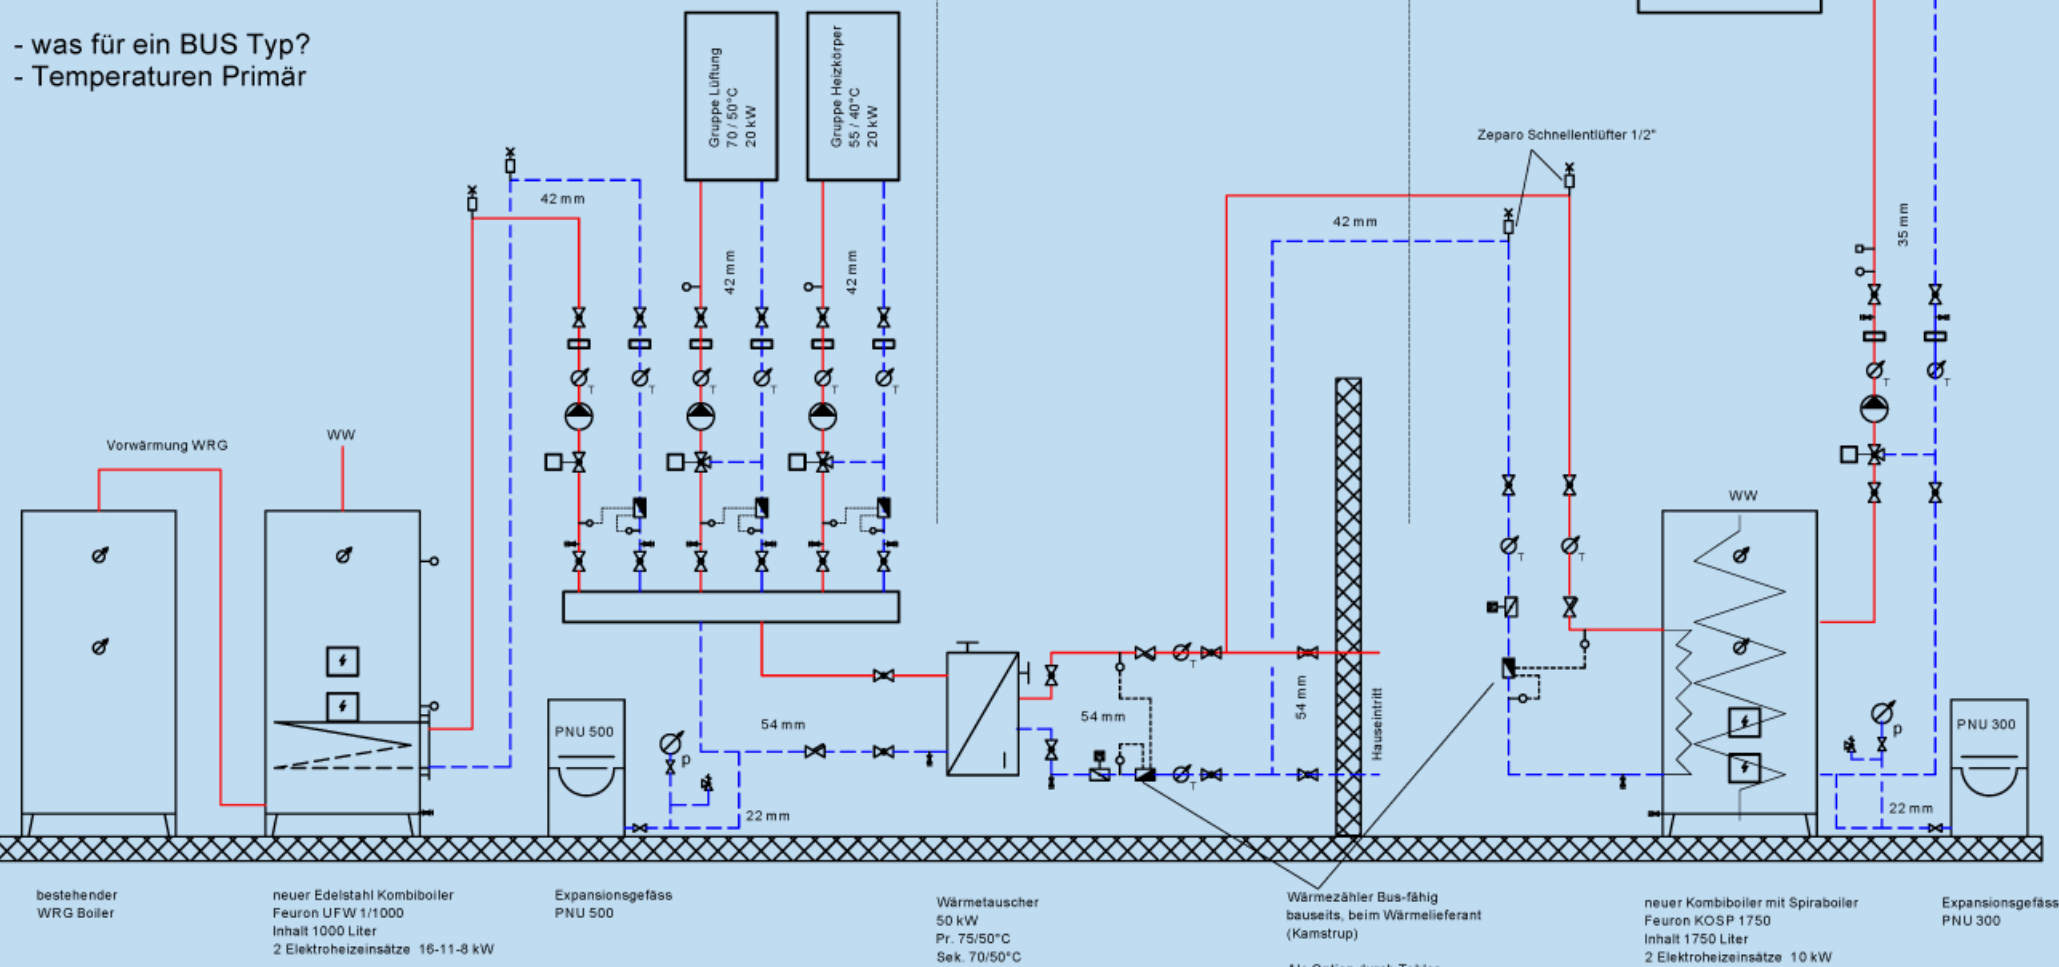 - was für ein BUS Typ?
- Temperaturen Primär
Gruppe Lüftung
70 / 50°C
20 kW
Gruppe Heizkörper
55 / 40°C
20 kW
Zeparo Schnellentlüfter 1/2"
42 mm
42 mm
42 mm
42 mm
35 mm
T
T
T
T
T
T
T
T
Vorwärmung WRG
WW
WW
T
T
54 mm
54 mm
54 mm
T
T
Hauseintritt
PNU 500
p
22 mm
PNU 300
p
22 mm
bestehender
WRG Boiler
neuer Edelstahl Kombiboiler
Feuron UFW 1/1000
Inhalt 1000 Liter
2 Elektroheizeinsätze 16-11-8 kW
Expansionsgefäss
PNU 500
Wärmetauscher
50 kW
Pr. 75/50°C
Sek. 70/50°C
Wärmezähler Bus-fähig
bauseits, beim Wärmelieferant
(Kamstrup)
neuer Kombiboiler mit Spiraboiler
Feuron KOSP 1750
Inhalt 1750 Liter
2 Elektroheizeinsätze 10 kW
Expansionsgefäss
PNU 300